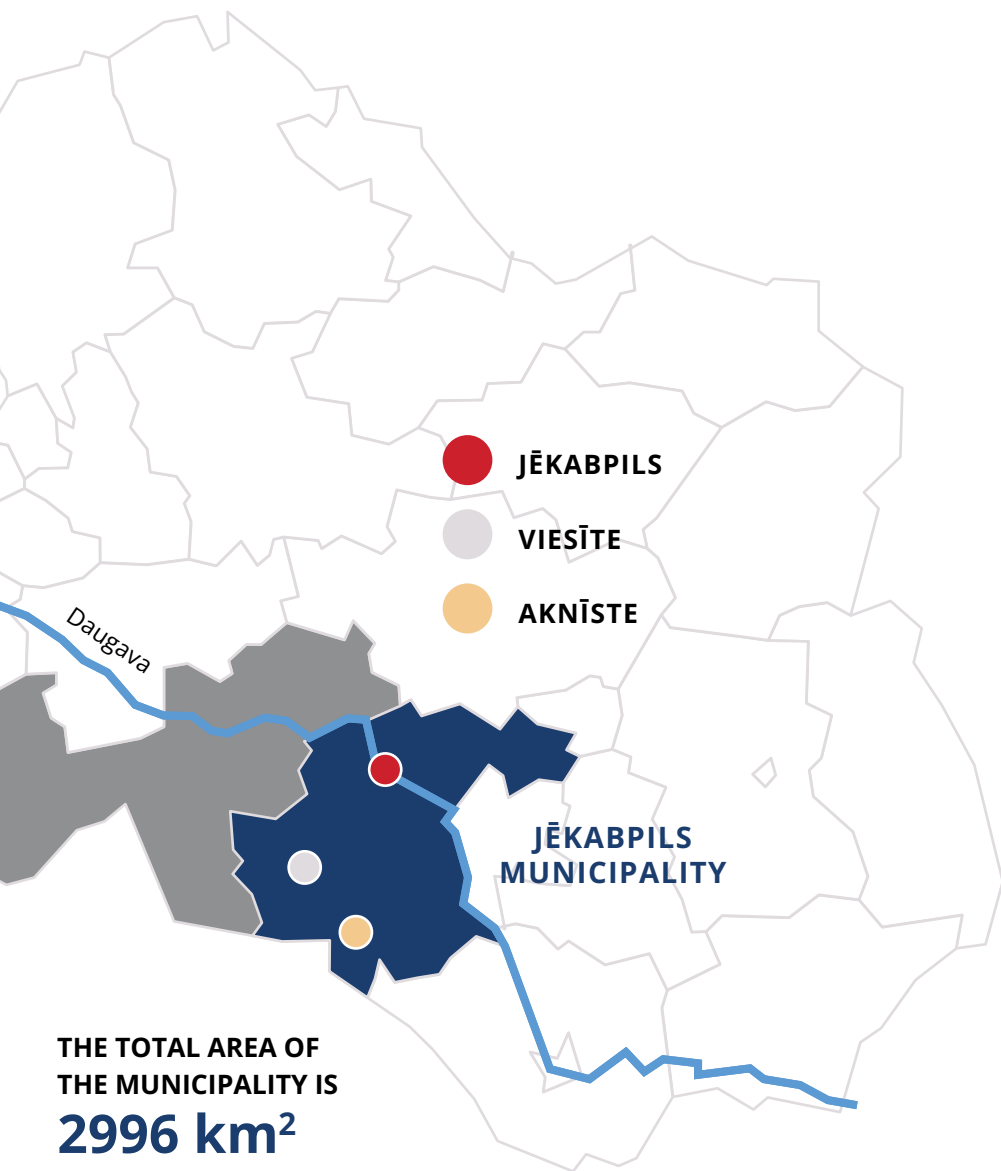 JĒKABPILS
VIESĪTE
AKNĪSTE
Daugava
JĒKABPILS
MUNICIPALITY
THE TOTAL AREA OF
THE MUNICIPALITY IS
2996 km²